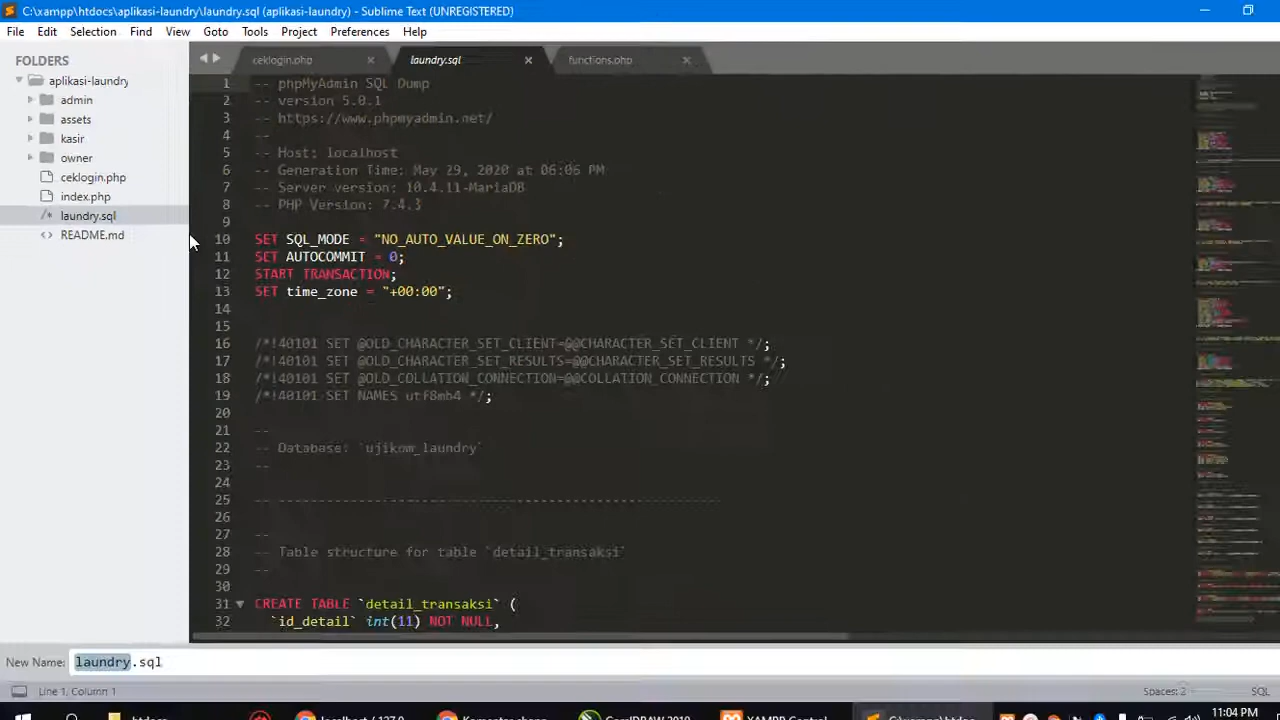 C:\xampp\htdocs\aplikasi-laundry\laundry.sql (aplikasi-laundry) - Sublime Text (UNREGISTERED)
File Edit Selection Find View Goto Tools Project Preferences Help
FOLDERS
aplikasi-laundry
admin
assets
kasir
owner
ceklogin.php
index.php
/* laundry.sql
<> README.md
ceklogin.php × laundry.sql × functions.php ×
1 -- phpMyAdmin SQL Dump
2 -- version 5.0.1
3 -- https://www.phpmyadmin.net/
4 --
5 -- Host: localhost
6 -- Generation Time: May 29, 2020 at 06:06 PM
7 -- Server version: 10.4.11-MariaDB
8 -- PHP Version: 7.4.3
9
10 SET SQL_MODE = "NO_AUTO_VALUE_ON_ZERO";
11 SET AUTOCOMMIT = 0;
12 START TRANSACTION;
13 SET time_zone = "+00:00";
14
15
16 /*!40101 SET @OLD_CHARACTER_SET_CLIENT=@@CHARACTER_SET_CLIENT */;
17 /*!40101 SET @OLD_CHARACTER_SET_RESULTS=@@CHARACTER_SET_RESULTS */;
18 /*!40101 SET @OLD_COLLATION_CONNECTION=@@COLLATION_CONNECTION */;
19 /*!40101 SET NAMES utf8mb4 */;
20
21 --
22 -- Database: `ujikom_laundry`
23 --
24
25 -- --------------------------------------------------------
26
27 --
28 -- Table structure for table `detail_transaksi`
29 --
30
31 CREATE TABLE `detail_transaksi` (
32 `id_detail` int(11) NOT NULL,
New Name: laundry.sql
Line 1, Column 1 Spaces: 2 SQL
11:04 PM